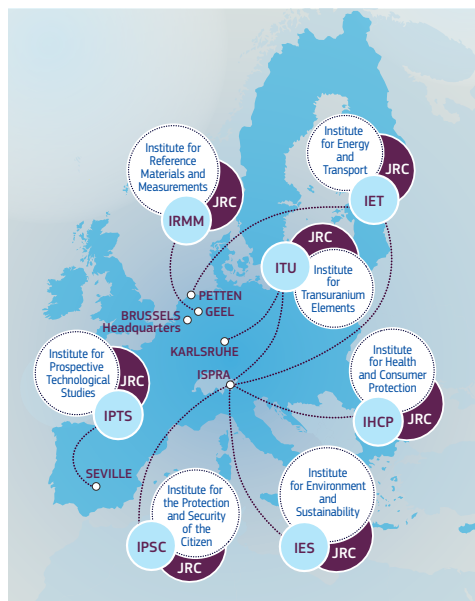 Institute
for Energy
and
Transport
JRC
IET
Institute for
Reference
Materials and
Measurements
JRC
IRMM
JRC
ITU
Institute
for
Transuranium
Elements
PETTEN
GEEL
BRUSSELS
Headquarters
KARLSRUHE
ISPRA
Institute for
Prospective
Technological
Studies
JRC
IPTS
Institute
for Health
and Consumer
Protection
IHCP
JRC
SEVILLE
Institute for
the Protection
and Security
of the
Citizen
IPSC
JRC
Institute
for Environment
and
Sustainability
IES
JRC